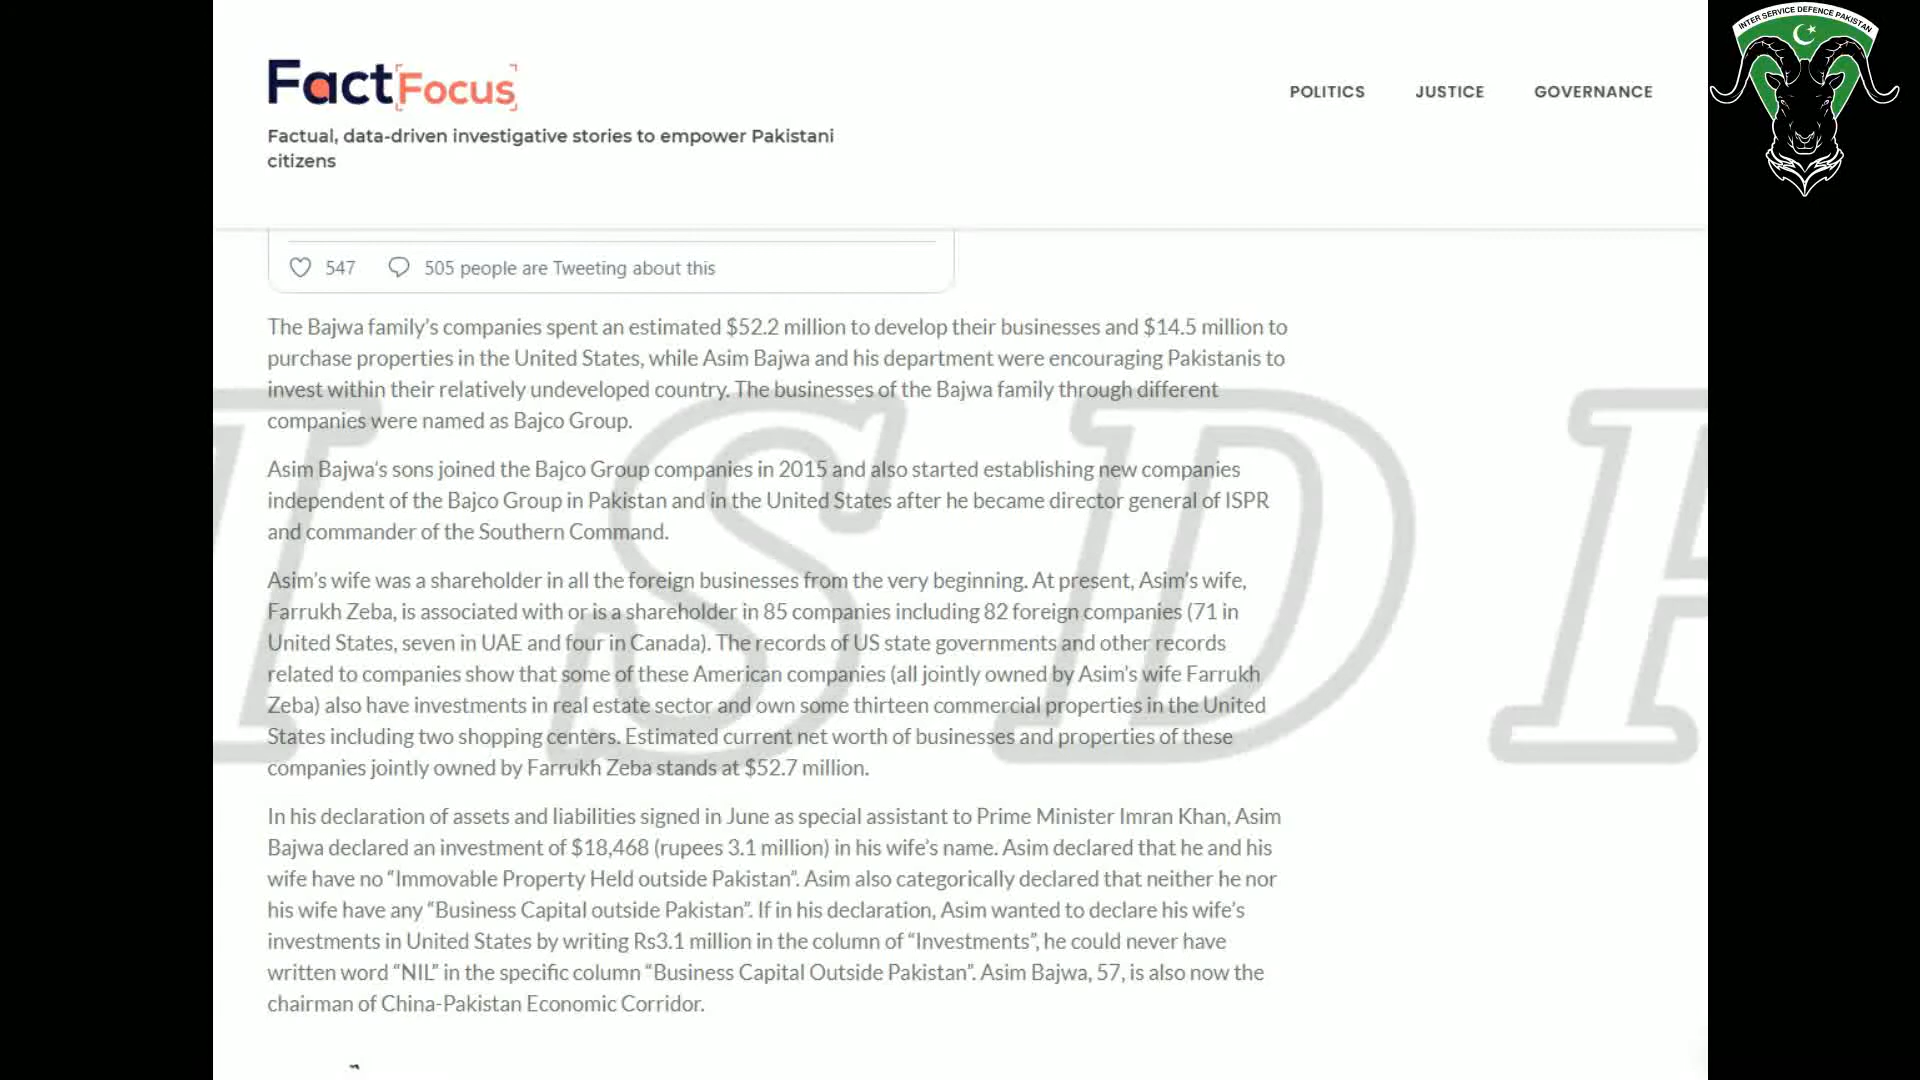 INTER SERVICE DEFENCE PAKISTAN
FactFocus
POLITICS
JUSTICE
GOVERNANCE
Factual, data-driven investigative stories to empower Pakistani
citizens
547
505 people are Tweeting about this
The Bajwa family's companies spent an estimated $52.2 million to develop their businesses and $14.5 million to
purchase properties in the United States, while Asim Bajwa and his department were encouraging Pakistanis to
invest within their relatively undeveloped country. The businesses of the Bajwa family through different
companies were named as Bajco Group.
Asim Bajwa's sons joined the Bajco Group companies in 2015 and also started establishing new companies
independent of the Bajco Group in Pakistan and in the United States after he became director general of ISPR
and commander of the Southern Command.
Asim's wife was a shareholder in all the foreign businesses from the very beginning. At present, Asim's wife,
Farrukh Zeba, is associated with or is a shareholder in 85 companies including 82 foreign companies (71 in
United States, seven in UAE and four in Canada). The records of US state governments and other records
related to companies show that some of these American companies (all jointly owned by Asim's wife Farrukh
Zeba) also have investments in real estate sector and own some thirteen commercial properties in the United
States including two shopping centers. Estimated current net worth of businesses and properties of these
companies jointly owned by Farrukh Zeba stands at $52.7 million.
In his declaration of assets and liabilities signed in June as special assistant to Prime Minister Imran Khan, Asim
Bajwa declared an investment of $18,468 (rupees 3.1 million) in his wife's name. Asim declared that he and his
wife have no “Immovable Property Held outside Pakistan”. Asim also categorically declared that neither he nor
his wife have any “Business Capital outside Pakistan”. If in his declaration, Asim wanted to declare his wife's
investments in United States by writing Rs3.1 million in the column of “Investments”, he could never have
written word “NIL” in the specific column “Business Capital Outside Pakistan”. Asim Bajwa, 57, is also now the
chairman of China-Pakistan Economic Corridor.